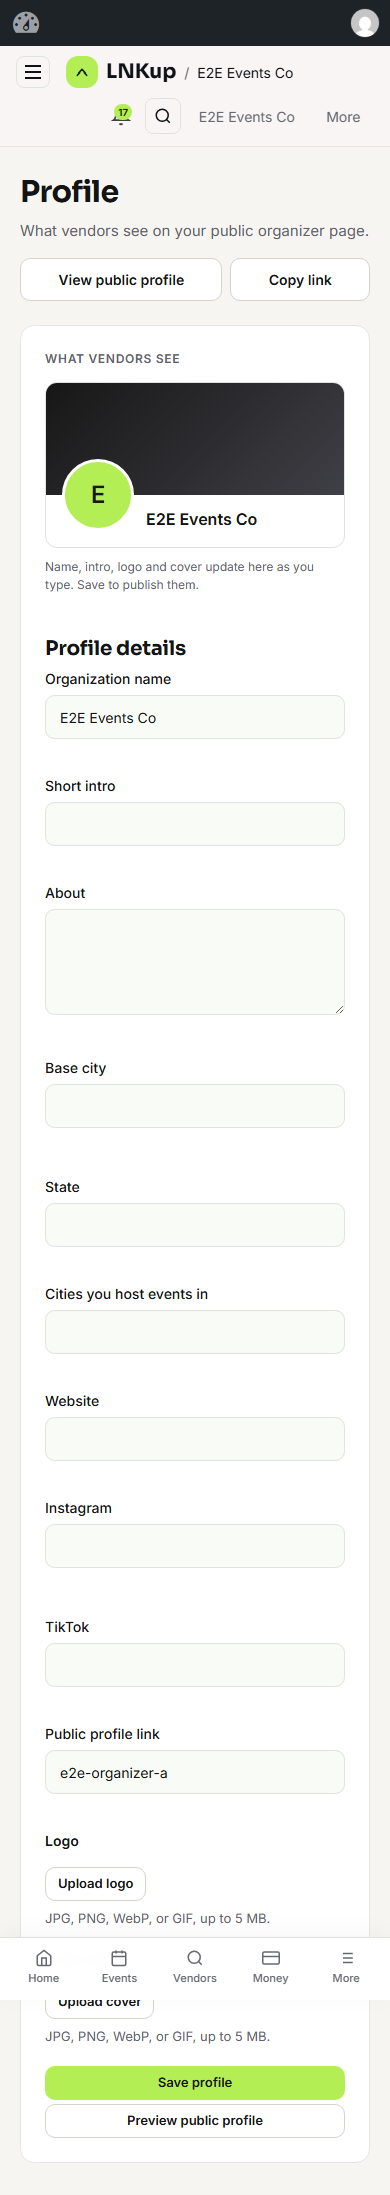 LNKup / E2E Events Co
17
E2E Events Co More
Profile
What vendors see on your public organizer page.
View public profile Copy link
WHAT VENDORS SEE
E
E2E Events Co
Name, intro, logo and cover update here as you
type. Save to publish them.
Profile details
Organization name
E2E Events Co
Short intro
About
Base city
State
Cities you host events in
Website
Instagram
TikTok
Public profile link
e2e-organizer-a
Logo
Upload logo
JPG, PNG, WebP, or GIF, up to 5 MB.
Home Events Vendors Money More
Upload cover
JPG, PNG, WebP, or GIF, up to 5 MB.
Save profile
Preview public profile